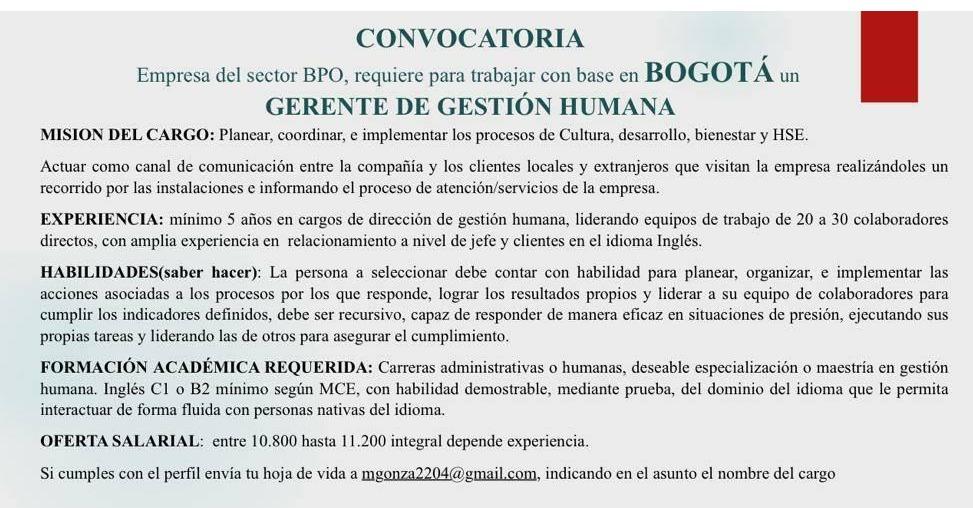 CONVOCATORIA
Empresa del sector BPO, requiere para trabajar con base en BOGOTÁ un
GERENTE DE GESTIÓN HUMANA
MISION DEL CARGO: Planear, coordinar, e implementar los procesos de Cultura, desarrollo, bienestar y HSE.
Actuar como canal de comunicación entre la compañía y los clientes locales y extranjeros que visitan la empresa realizándoles un
recorrido por las instalaciones e informando el proceso de atención/servicios de la empresa.
EXPERIENCIA: mínimo 5 años en cargos de dirección de gestión humana, liderando equipos de trabajo de 20 a 30 colaboradores
directos, con amplia experiencia en relacionamiento a nivel de jefe y clientes en el idioma Inglés.
HABILIDADES(saber hacer): La persona a seleccionar debe contar con habilidad para planear, organizar, e implementar las
acciones asociadas a los procesos por los que responde, lograr los resultados propios y liderar a su equipo de colaboradores para
cumplir los indicadores definidos, debe ser recursivo, capaz de responder de manera eficaz en situaciones de presión, ejecutando sus
propias tareas y liderando las de otros para asegurar el cumplimiento.
FORMACIÓN ACADÉMICA REQUERIDA: Carreras administrativas o humanas, deseable especialización o maestría en gestión
humana. Inglés C1 o B2 mínimo según MCE, con habilidad demostrable, mediante prueba, del dominio del idioma que le permita
interactuar de forma fluida con personas nativas del idioma.
OFERTA SALARIAL: entre 10.800 hasta 11.200 integral depende experiencia.
Si cumples con el perfil envía tu hoja de vida a mgonza2204@gmail.com, indicando en el asunto el nombre del cargo